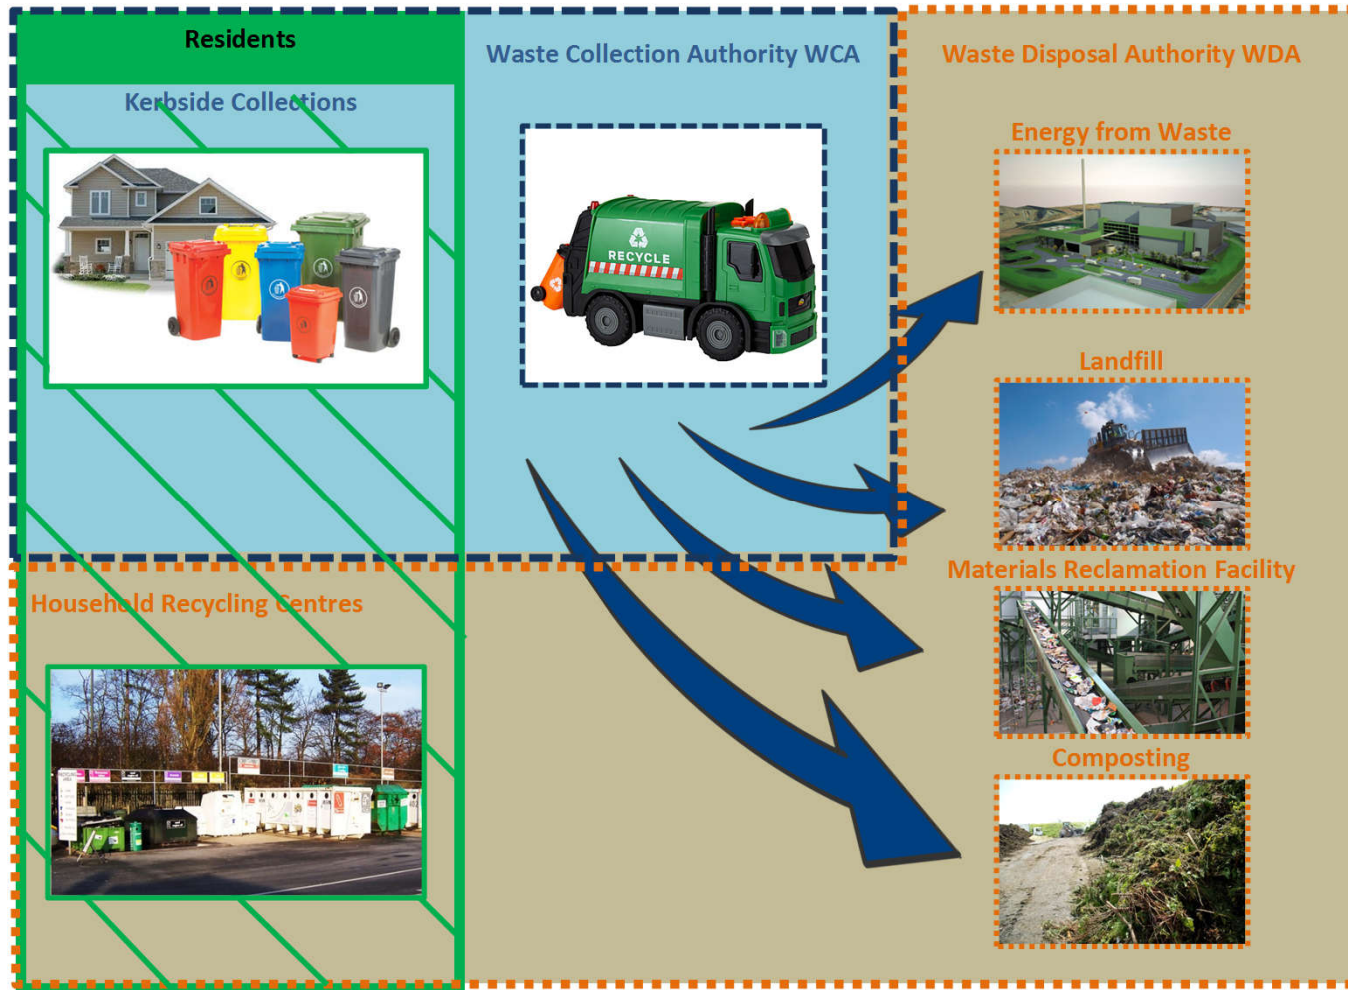 Residents
Kerbside Collections
Waste Collection Authority WCA
RECYCLE
Waste Disposal Authority WDA
Energy from Waste
Landfill
Materials Reclamation Facility
Composting
Household Recycling Centres